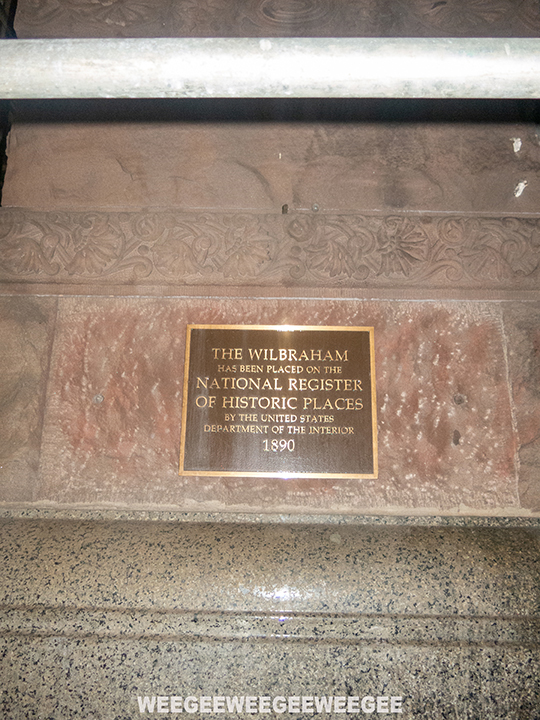 THE WILBRAHAM
HAS BEEN PLACED ON THE
NATIONAL REGISTER
OF HISTORIC PLACES
BY THE UNITED STATES
DEPARTMENT OF THE INTERIOR
1890
WEEGEEWEEGEEWEEGEE